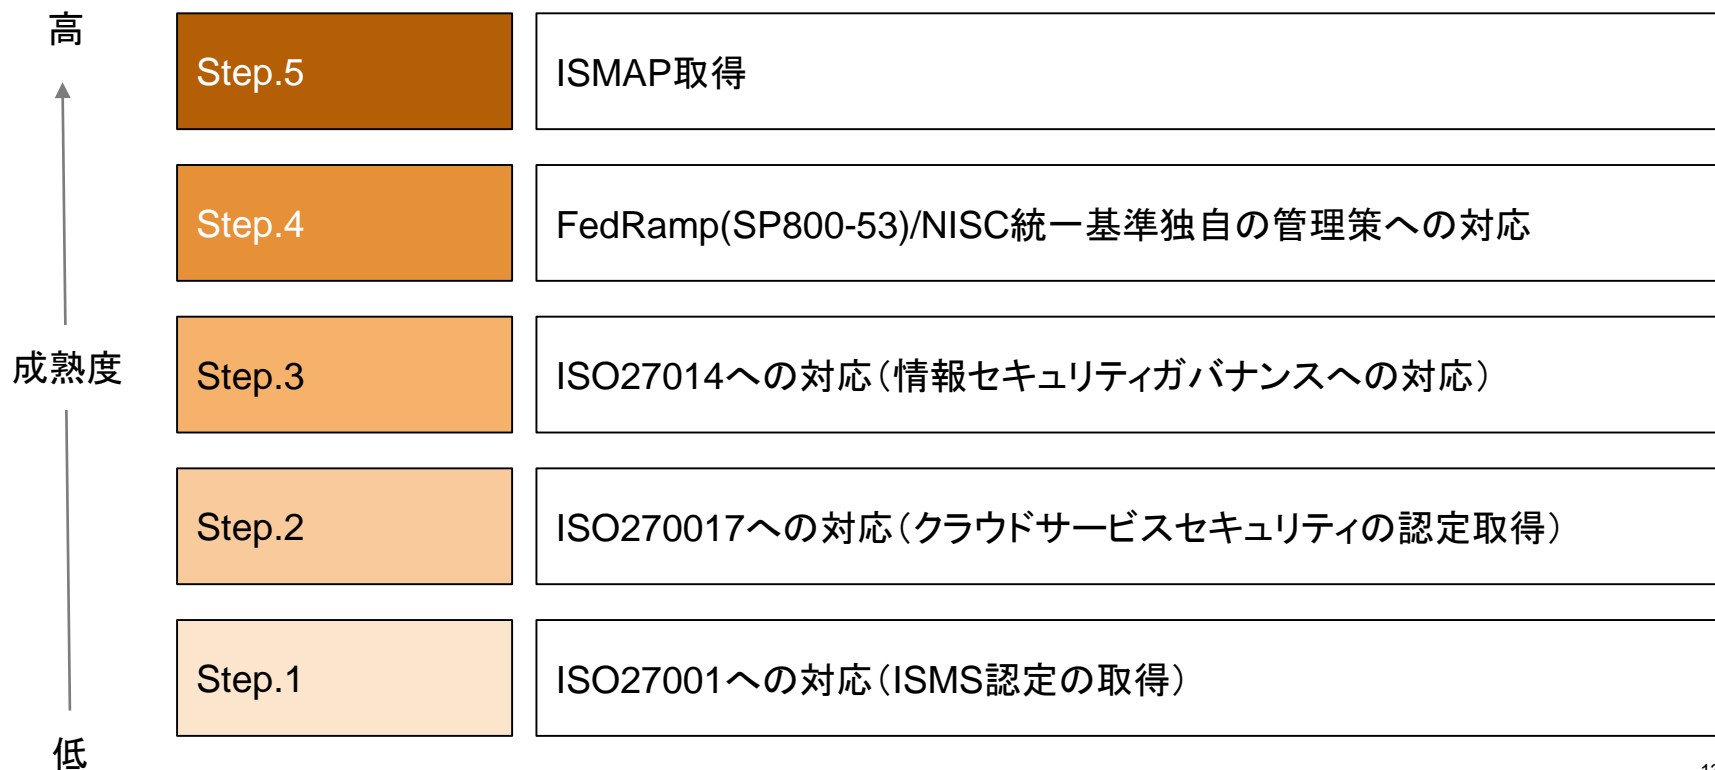 高
Step.5
ISMAP取得
Step.4
FedRamp(SP800-53)/NISC統一基準独自の管理策への対応
成熟度
Step.3
ISO27014への対応（情報セキュリティガバナンスへの対応）
Step.2
ISO270017への対応（クラウドサービスセキュリティの認定取得）
Step.1
ISO27001への対応（ISMS認定の取得）
低